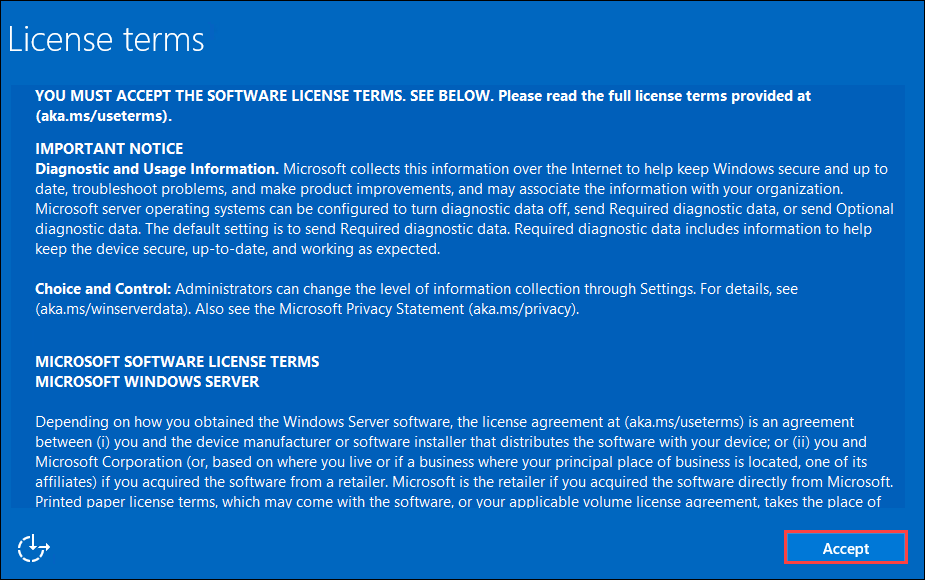 License terms
YOU MUST ACCEPT THE SOFTWARE LICENSE TERMS. SEE BELOW. Please read the full license terms provided at
(aka.ms/useterms).
IMPORTANT NOTICE
Diagnostic and Usage Information. Microsoft collects this information over the Internet to help keep Windows secure and up to
date, troubleshoot problems, and make product improvements, and may associate the information with your organization.
Microsoft server operating systems can be configured to turn diagnostic data off, send Required diagnostic data, or send Optional
diagnostic data. The default setting is to send Required diagnostic data. Required diagnostic data includes information to help
keep the device secure, up-to-date, and working as expected.
Choice and Control: Administrators can change the level of information collection through Settings. For details, see
(aka.ms/winserverdata). Also see the Microsoft Privacy Statement (aka.ms/privacy).
MICROSOFT SOFTWARE LICENSE TERMS
MICROSOFT WINDOWS SERVER
Depending on how you obtained the Windows Server software, the license agreement at (aka.ms/useterms) is an agreement
between (i) you and the device manufacturer or software installer that distributes the software with your device; or (ii) you and
Microsoft Corporation (or, based on where you live or if a business where your principal place of business is located, one of its
affiliates) if you acquired the software from a retailer. Microsoft is the retailer if you acquired the software directly from Microsoft.
Printed paper license terms, which may come with the software, or your applicable volume license agreement, takes the place of
Accept